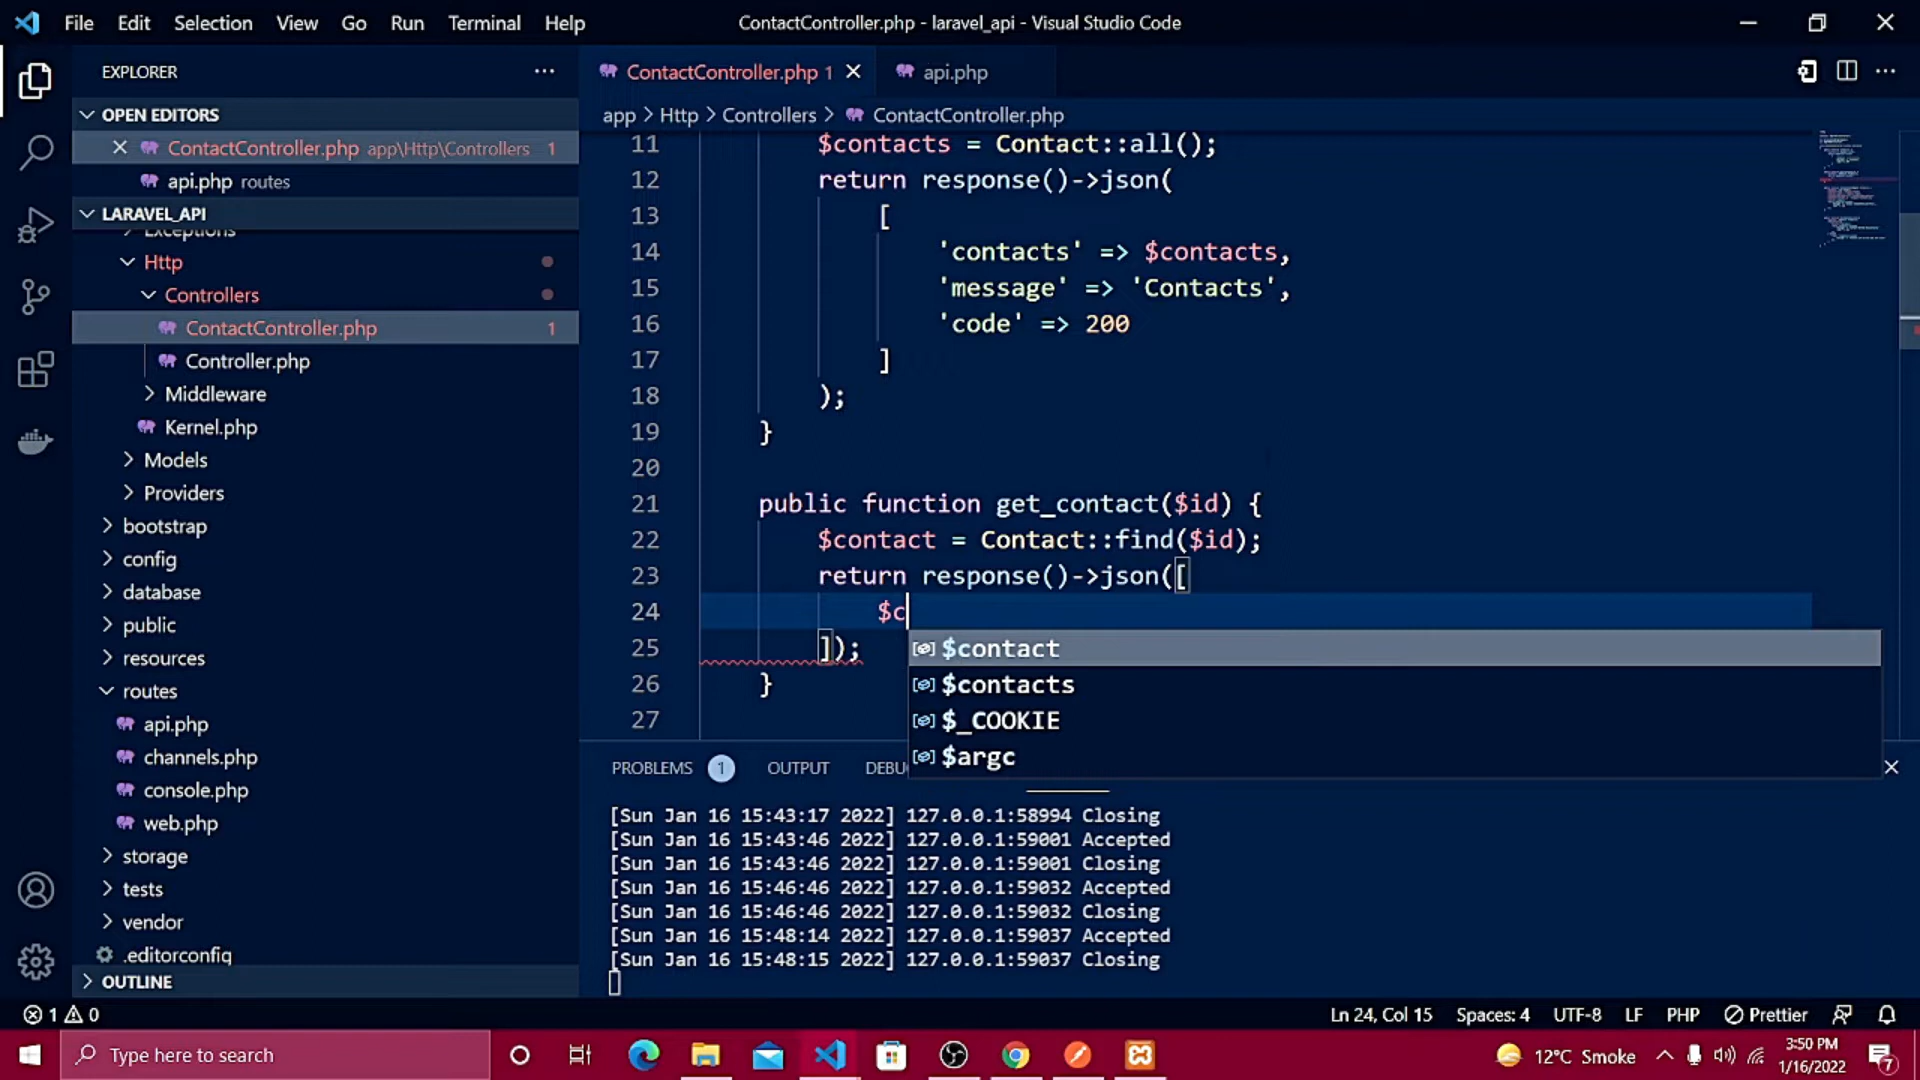 File Edit Selection View Go Run Terminal Help
ContactController.php - laravel_api - Visual Studio Code
EXPLORER
OPEN EDITORS
ContactController.php app\Http\Controllers 1
api.php routes
LARAVEL_API
Exceptions
Http
Controllers
ContactController.php 1
Controller.php
Middleware
Kernel.php
Models
Providers
bootstrap
config
database
public
resources
routes
api.php
channels.php
console.php
web.php
storage
tests
vendor
.editorconfig
OUTLINE
ContactController.php 1
api.php
app > Http > Controllers > ContactController.php
11 $contacts = Contact::all();
12 return response()->json(
13 [
14 'contacts' => $contacts,
15 'message' => 'Contacts',
16 'code' => 200
17 ]
18 );
19 }
20
21 public function get_contact($id) {
22 $contact = Contact::find($id);
23 return response()->json([
24 $c
25 ]);
26 }
27
$contact
$contacts
$_COOKIE
$argc
PROBLEMS 1 OUTPUT DEBU
[Sun Jan 16 15:43:17 2022] 127.0.0.1:58994 Closing
[Sun Jan 16 15:43:46 2022] 127.0.0.1:59001 Accepted
[Sun Jan 16 15:43:46 2022] 127.0.0.1:59001 Closing
[Sun Jan 16 15:46:46 2022] 127.0.0.1:59032 Accepted
[Sun Jan 16 15:46:46 2022] 127.0.0.1:59032 Closing
[Sun Jan 16 15:48:14 2022] 127.0.0.1:59037 Accepted
[Sun Jan 16 15:48:15 2022] 127.0.0.1:59037 Closing
1 0
Ln 24, Col 15 Spaces: 4 UTF-8 LF PHP Prettier
Type here to search
12°C Smoke
3:50 PM
1/16/2022
7